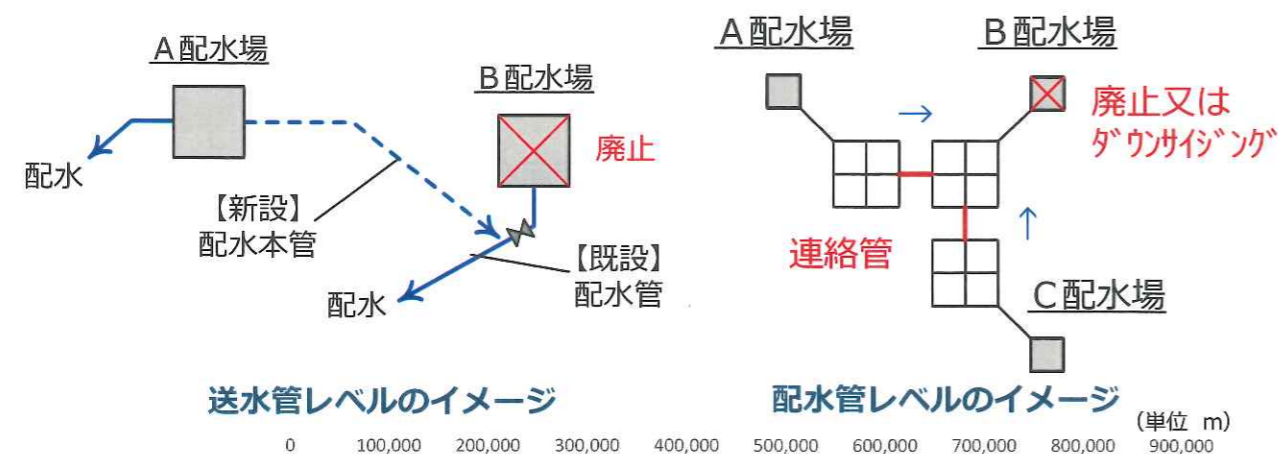 A配水場
B配水場
廃止
配水
【新設】
配水本管
【既設】
配水管
配水
送水管レベルのイメージ
A配水場
B配水場
廃止又は
ダウンサイジング
連絡管
C配水場
配水管レベルのイメージ
(単位 m)
0 100,000 200,000 300,000 400,000 500,000 600,000 700,000 800,000 900,000